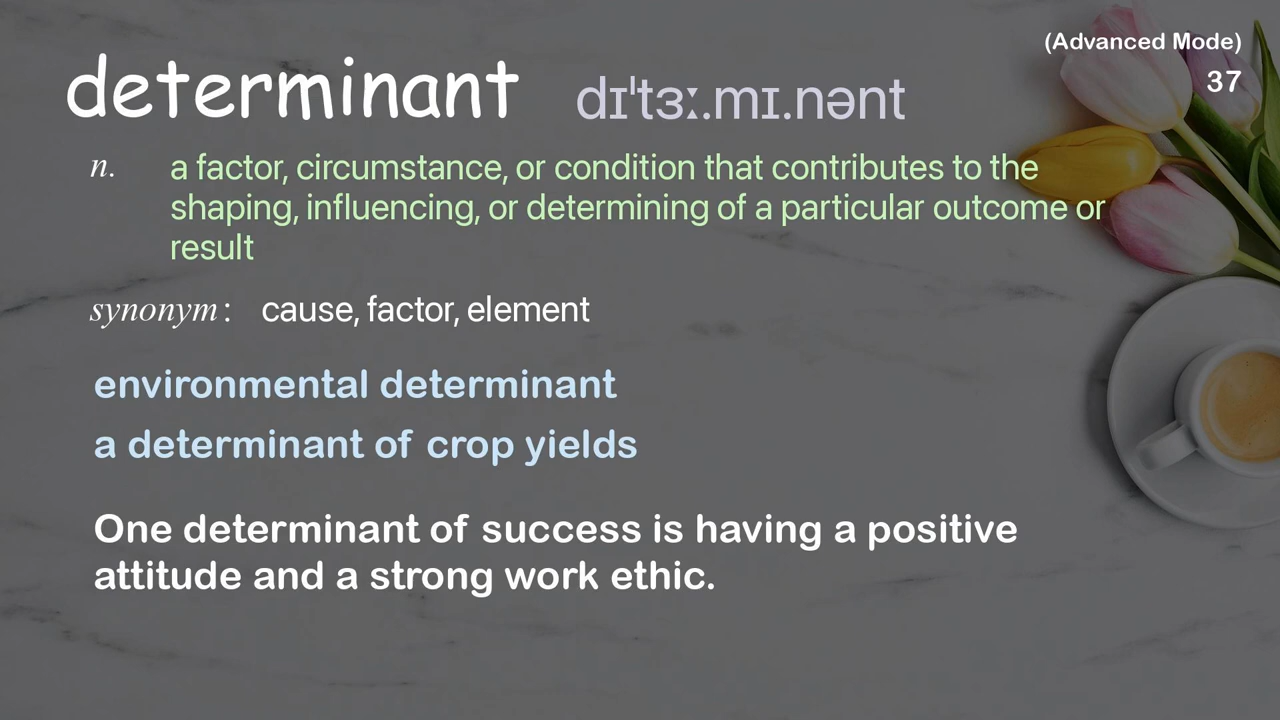 (Advanced Mode)
37
determinant dɪˈtɜː.mɪ.nənt
n. a factor, circumstance, or condition that contributes to the
shaping, influencing, or determining of a particular outcome or
result
synonym : cause, factor, element
environmental determinant
a determinant of crop yields
One determinant of success is having a positive
attitude and a strong work ethic.